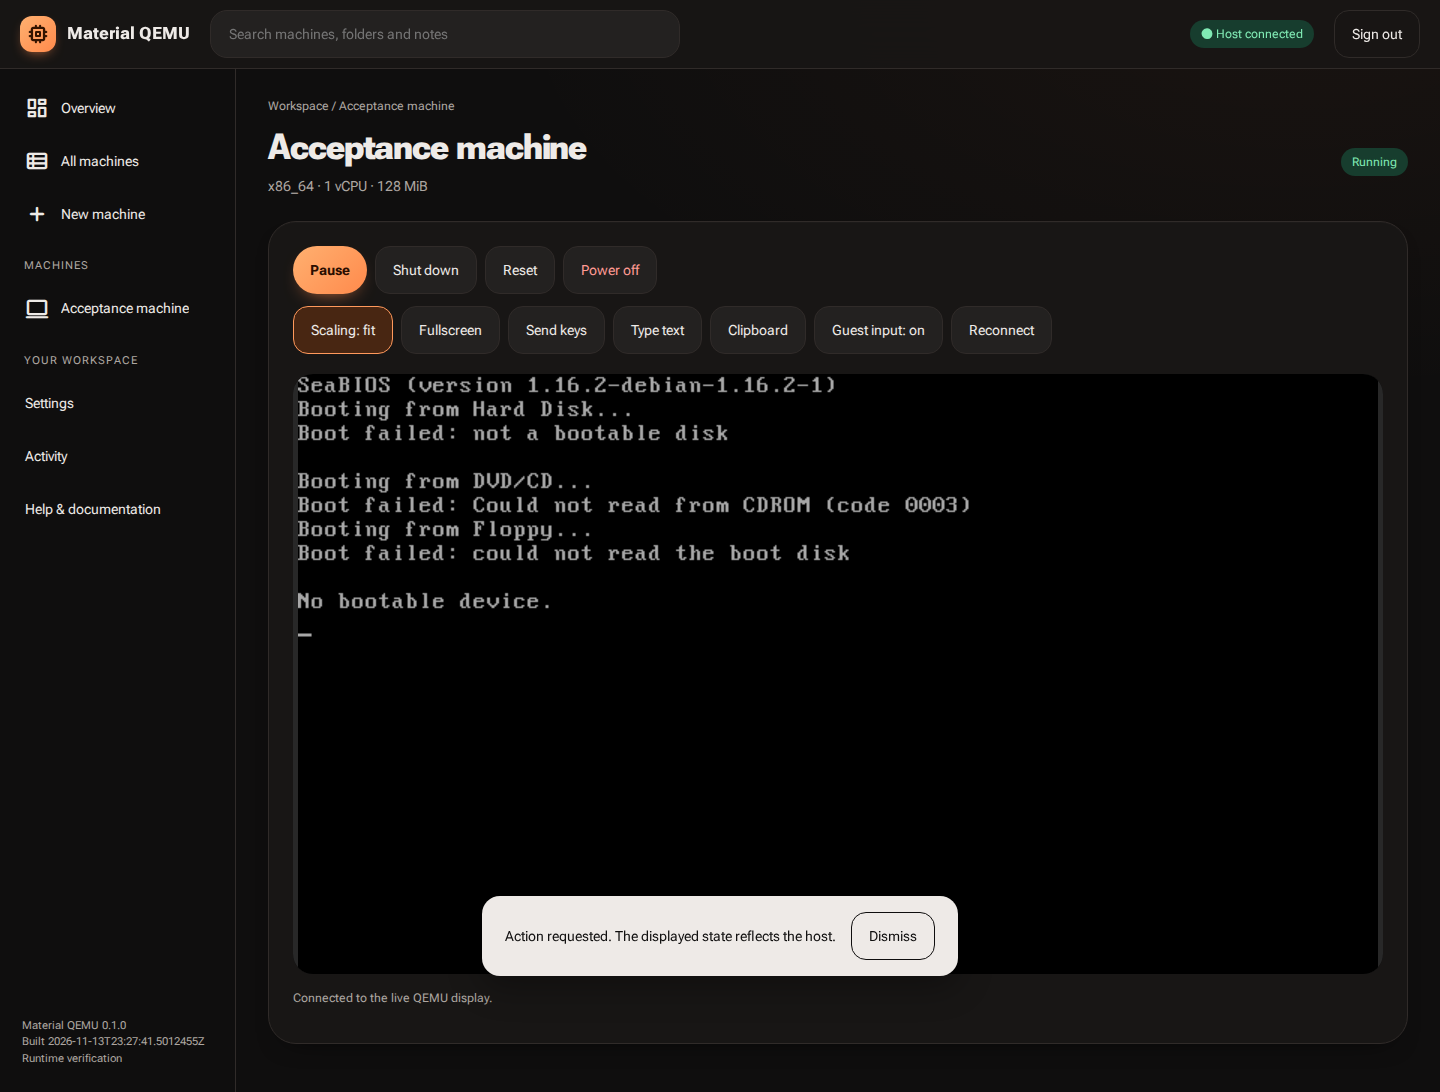 Material QEMU
Search machines, folders and notes
Host connected
Sign out
Overview
All machines
New machine
MACHINES
Acceptance machine
YOUR WORKSPACE
Settings
Activity
Help & documentation
Material QEMU 0.1.0
Built 2026-11-13T23:27:41.5012455Z
Runtime verification
Workspace / Acceptance machine
Acceptance machine
x86_64 · 1 vCPU · 128 MiB
Running
Pause
Shut down
Reset
Power off
Scaling: fit
Fullscreen
Send keys
Type text
Clipboard
Guest input: on
Reconnect
SeaBIOS (version 1.16.2-debian-1.16.2-1)
Booting from Hard Disk...
Boot failed: not a bootable disk
Booting from DVD/CD...
Boot failed: Could not read from CDROM (code 0003)
Booting from Floppy...
Boot failed: could not read the boot disk
No bootable device.
Action requested. The displayed state reflects the host.
Dismiss
Connected to the live QEMU display.